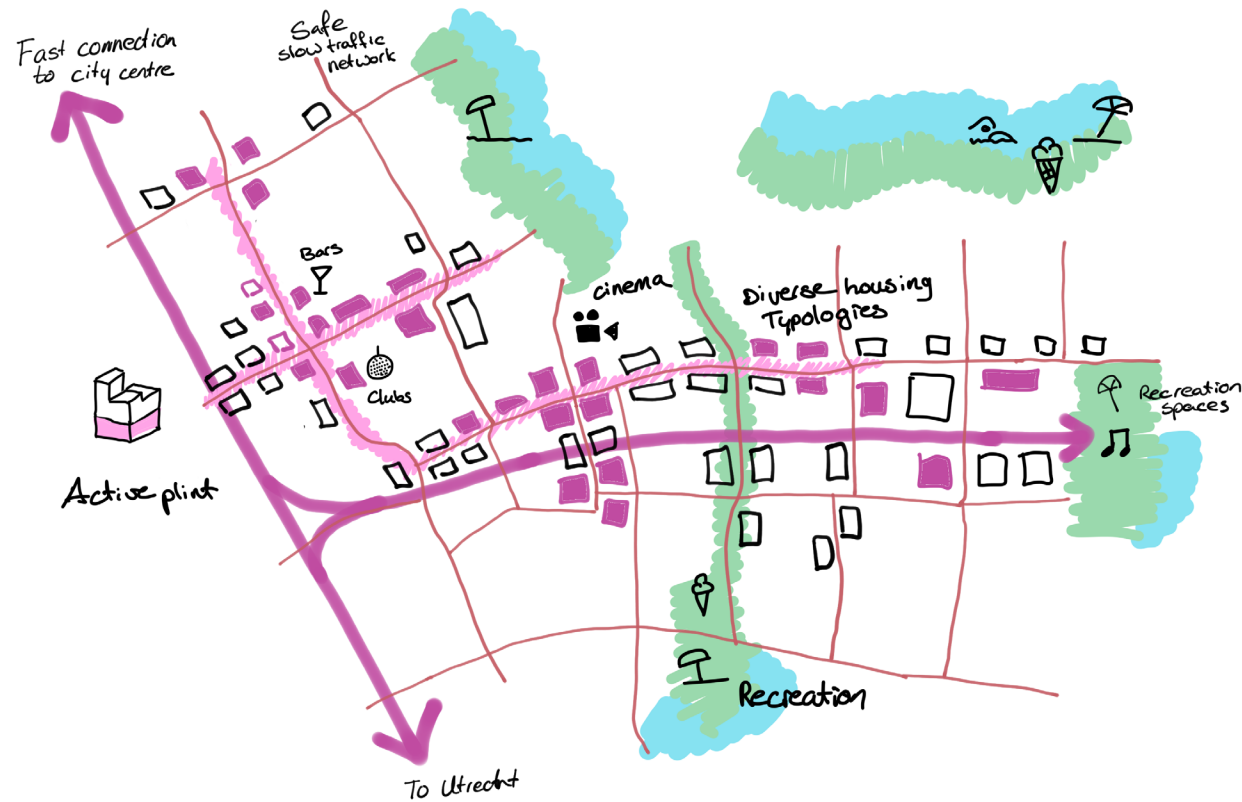 Fast connection
to city centre
Safe
slow traffic
network
Bars
cinema
Diverse housing
Typologies
Clubs
Recreation
spaces
Active plint
Recreation
To Utrecht